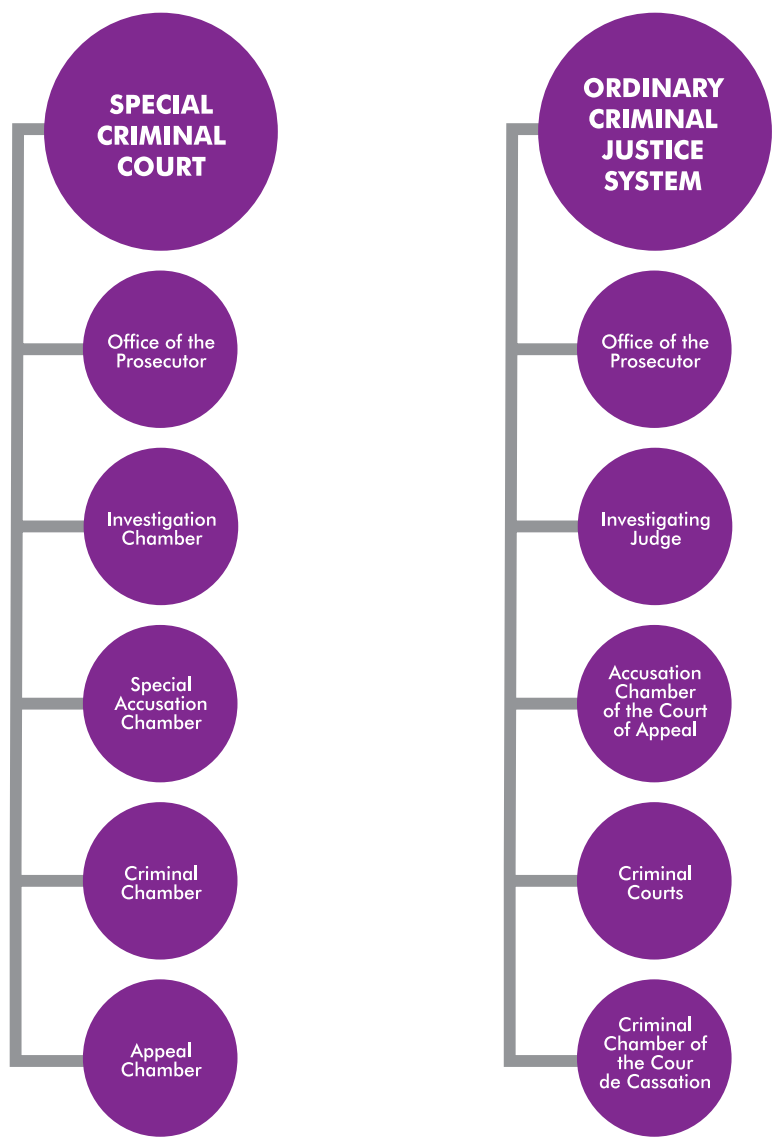 SPECIAL
CRIMINAL
COURT
Office of the
Prosecutor
Investigation
Chamber
Special
Accusation
Chamber
Criminal
Chamber
Appeal
Chamber
ORDINARY
CRIMINAL
JUSTICE
SYSTEM
Office of the
Prosecutor
Investigating
Judge
Accusation
Chamber
of the Court
of Appeal
Criminal
Courts
Criminal
Chamber of
the Cour
de Cassation